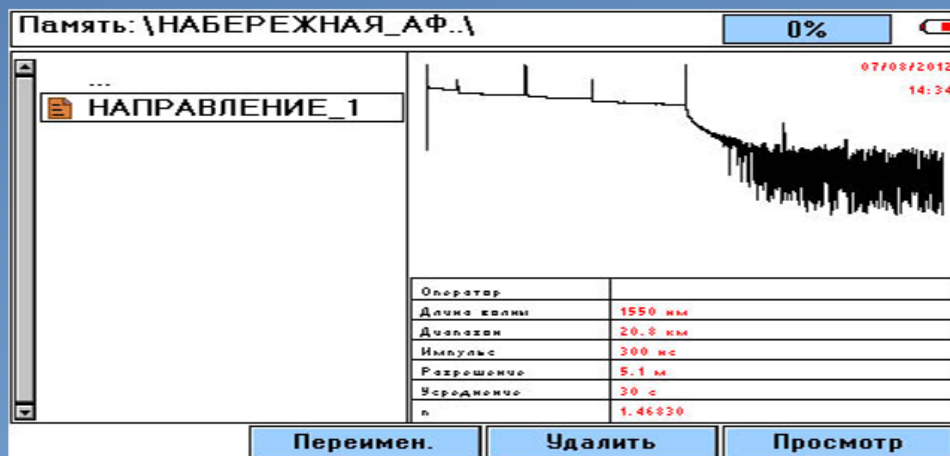 Память:\НАБЕРЕЖНАЯ_АФ..\
0%
...
НАПРАВЛЕНИЕ_1
07/08/2012
14:34
Оператор
Длина волны 1550 нм
Диапазон 20.8 км
Импульс 300 нс
Разрешение 5.1 м
Усреднение 30 с
n 1.46830
Переимен.
Удалить
Просмотр